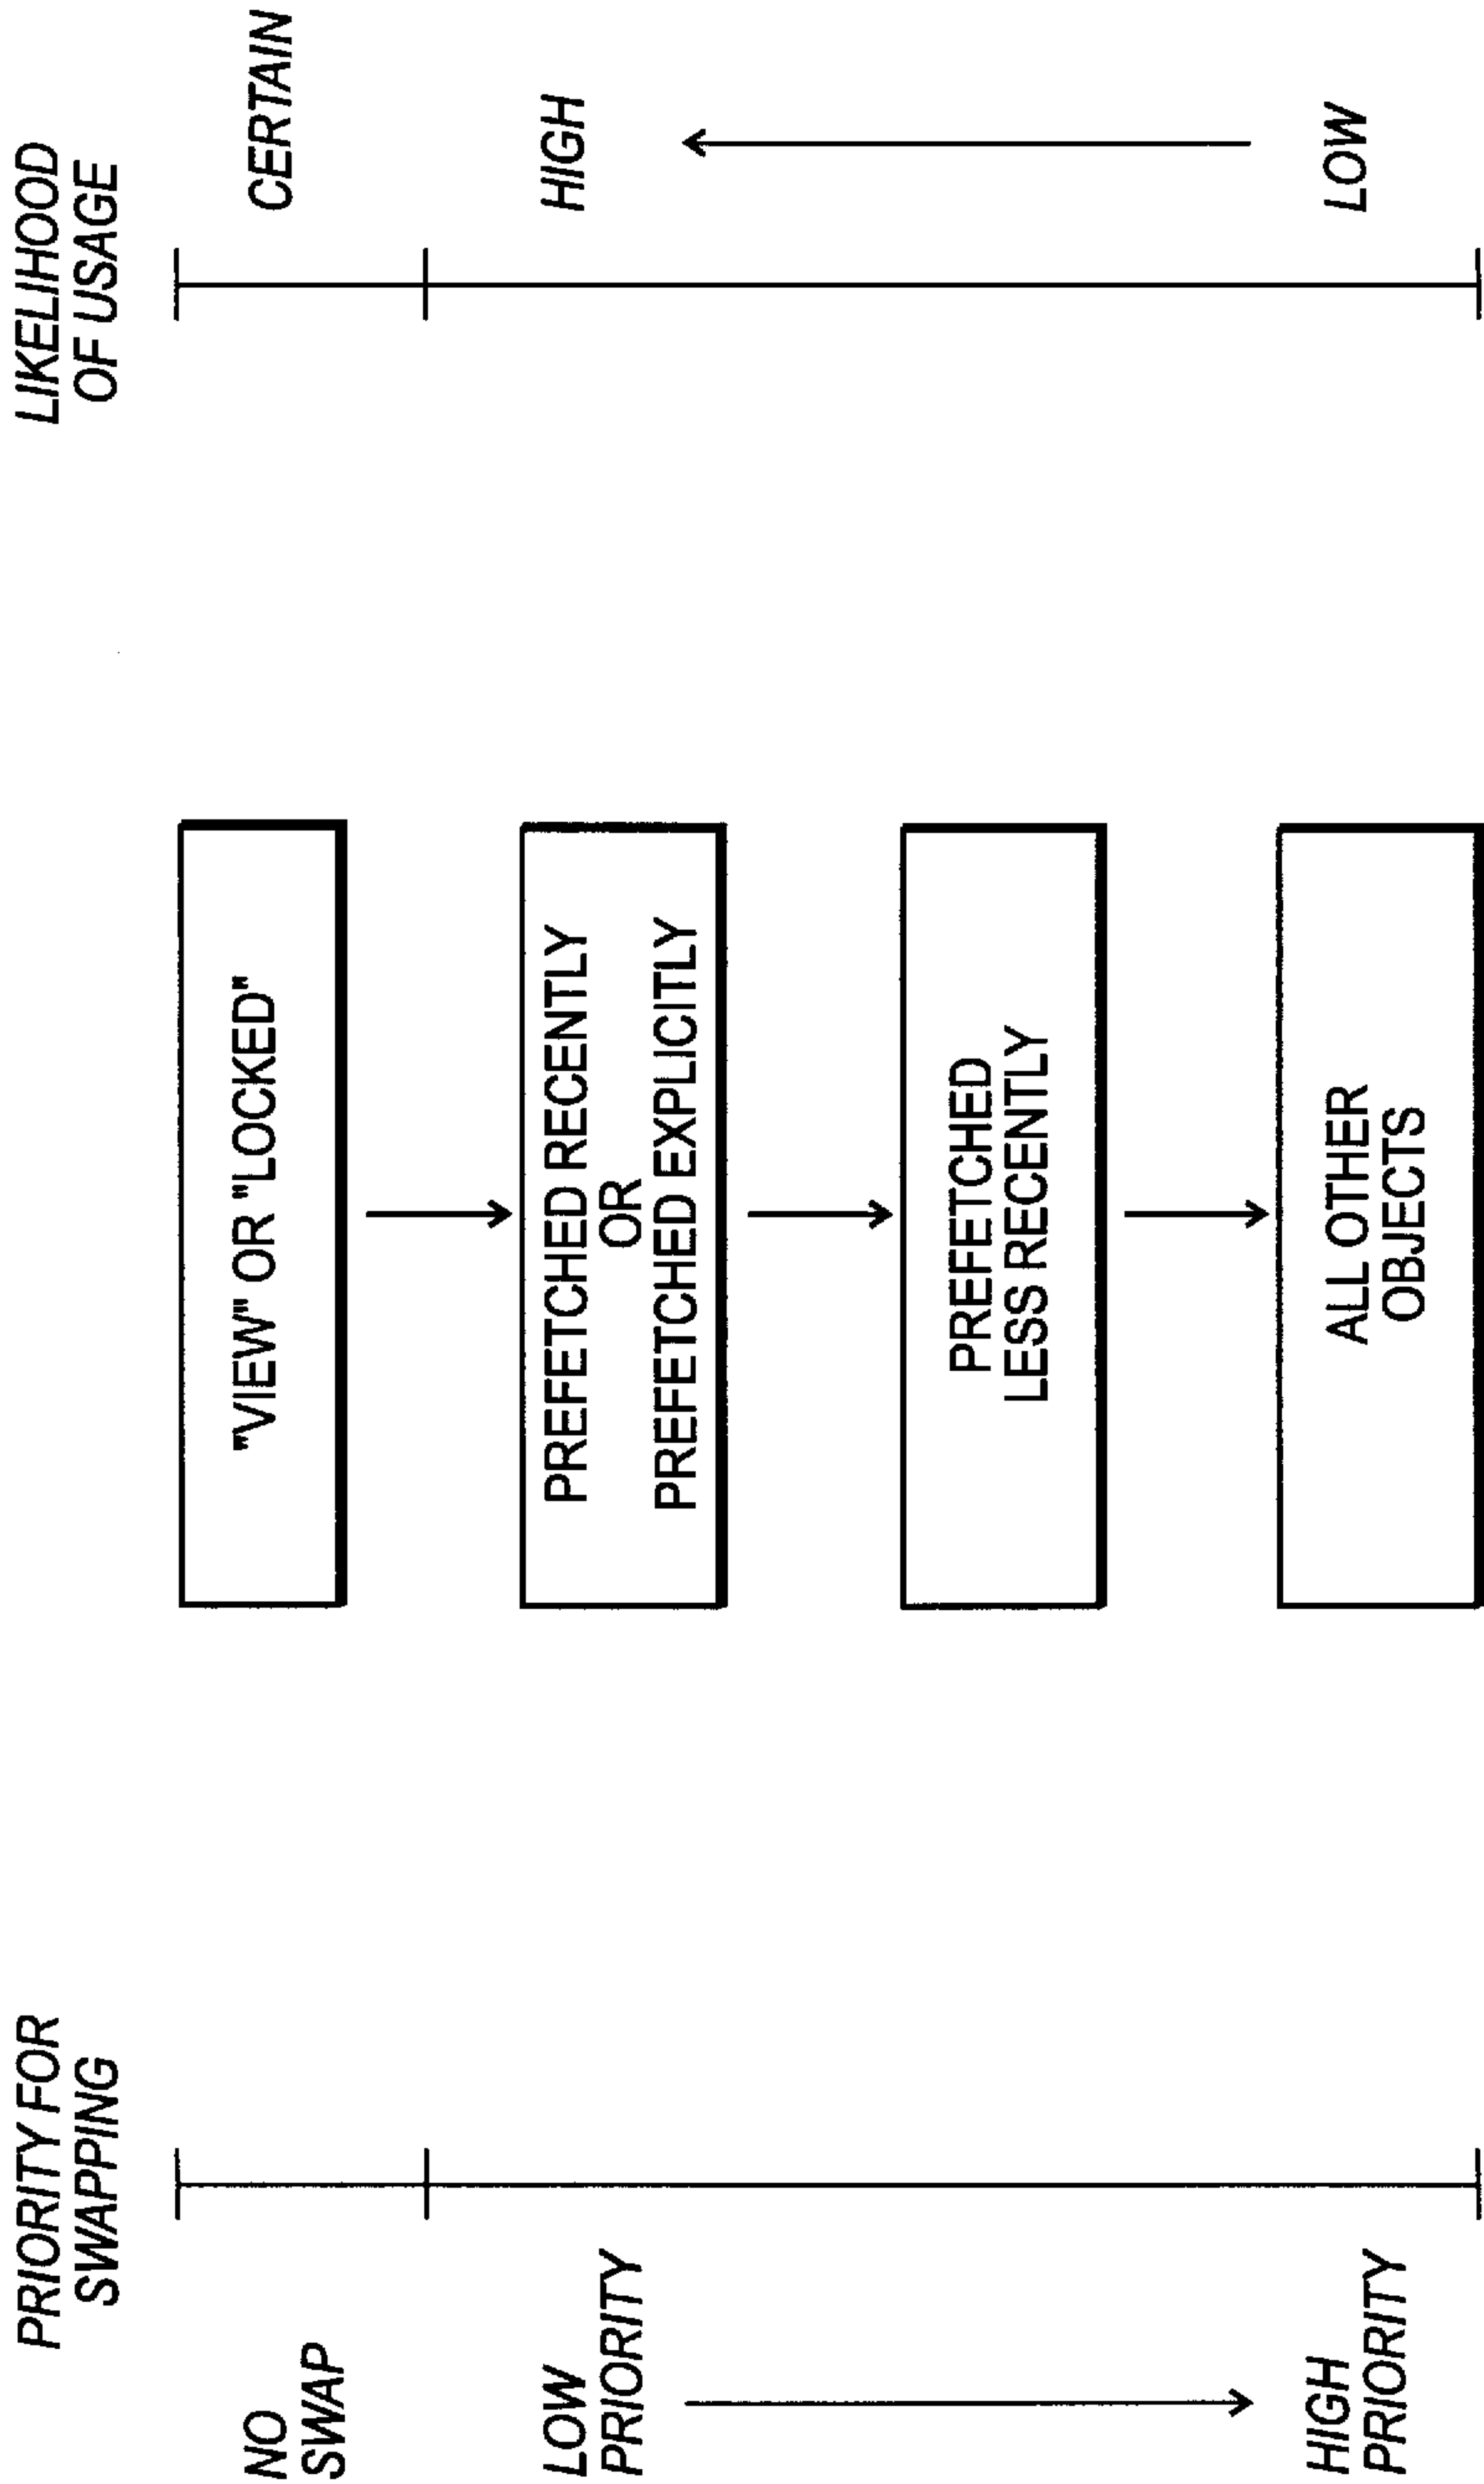 PRIORITY FOR
SWAPPING
NO
SWAP
LOW
PRIORITY
HIGH
PRIORITY
"VIEW" OR "LOCKED"
PREFETCHED RECENTLY
OR
PREFETCHED EXPLICITLY
PREFETCHED
LESS RECENTLY
ALL OTHER
OBJECTS
LIKELIHOOD
OF USAGE
CERTAIN
HIGH
LOW